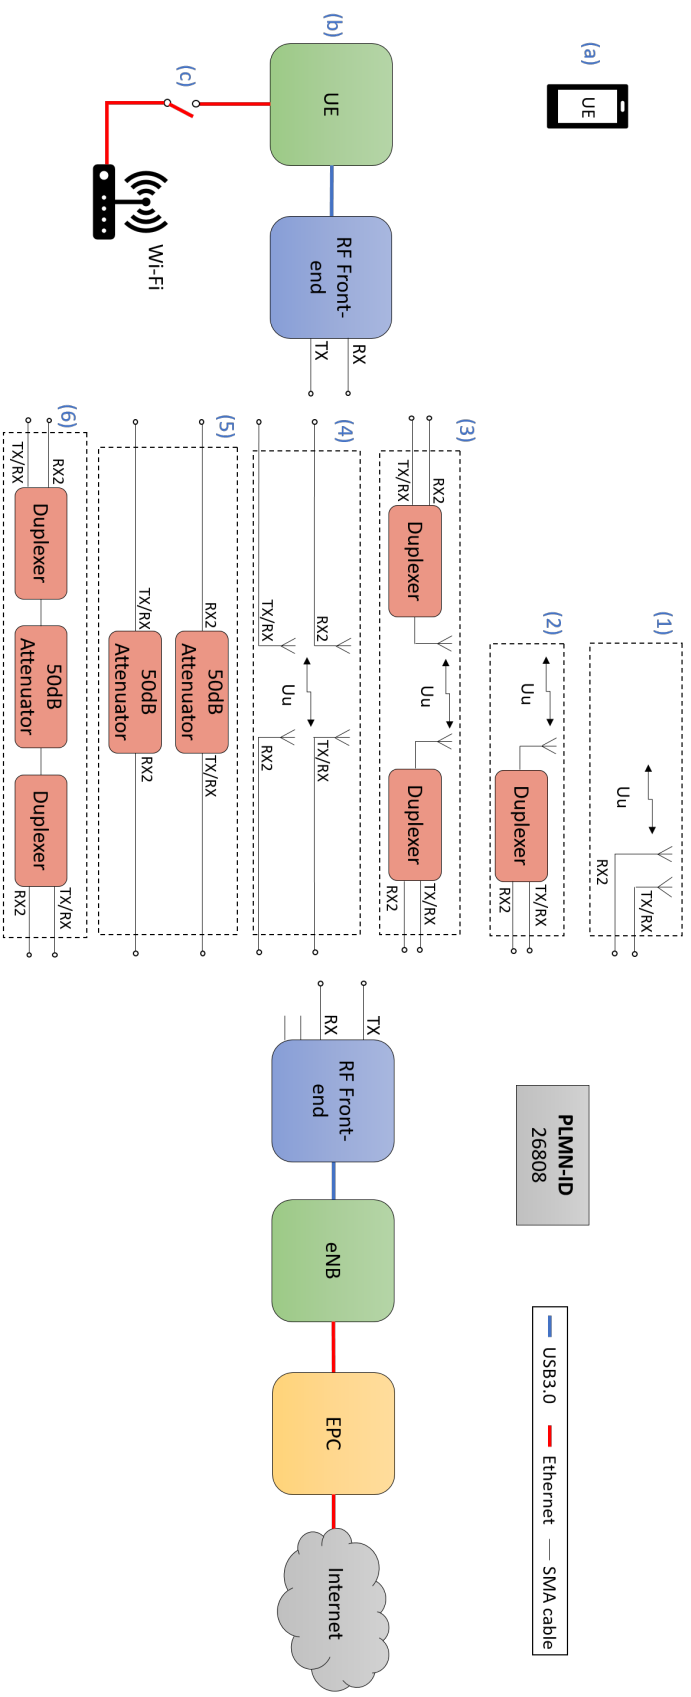 (a)
UE
(b)
UE
(c)
Wi-Fi
RF Front-
end
RX
TX
(1)
Uu
RX2
TX/RX
(2)
Uu
Duplexer
TX/RX
RX2
(3)
RX2
TX/RX
Duplexer
Uu
Duplexer
TX/RX
RX2
(4)
RX2
TX/RX
Uu
TX/RX
RX2
(5)
RX2
50dB
Attenuator
TX/RX
TX/RX
50dB
Attenuator
RX2
(6)
RX2
TX/RX
Duplexer
50dB
Attenuator
Duplexer
TX/RX
RX2
TX
RX
RF Front-
end
eNB
EPC
Internet
PLMN-ID
26808
USB3.0
Ethernet
SMA cable